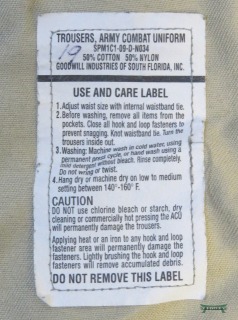 TROUSERS, ARMY COMBAT UNIFORM
SPM1C1-09-D-N034
19
50% COTTON 50% NYLON
GOODWILL INDUSTRIES OF SOUTH FLORIDA, INC.
USE AND CARE LABEL
1.Adjust waist size with internal waistband tie.
2.Before washing, remove all items from the
pockets. Close all hook and loop fasteners
to prevent snagging. Knot waistband tie. Turn the
trousers inside out.
3.Washing: Machine wash in cold water, using
permanent press cycle, or hand wash using a
mild detergent without bleach. Rinse completely.
Do not wring or twist.
4.Hang dry or machine dry on low to medium
setting between 140°-160° F.
CAUTION
DO NOT use chlorine bleach or starch, dry
cleaning or commercially hot pressing the ACU
will permanently damage the trousers.
Applying heat or an iron to any hook and loop
fastener area will permanently damage the
fasteners. Lightly brushing the hook and loop
fasteners will remove accumulated debris.
DO NOT REMOVE THIS LABEL